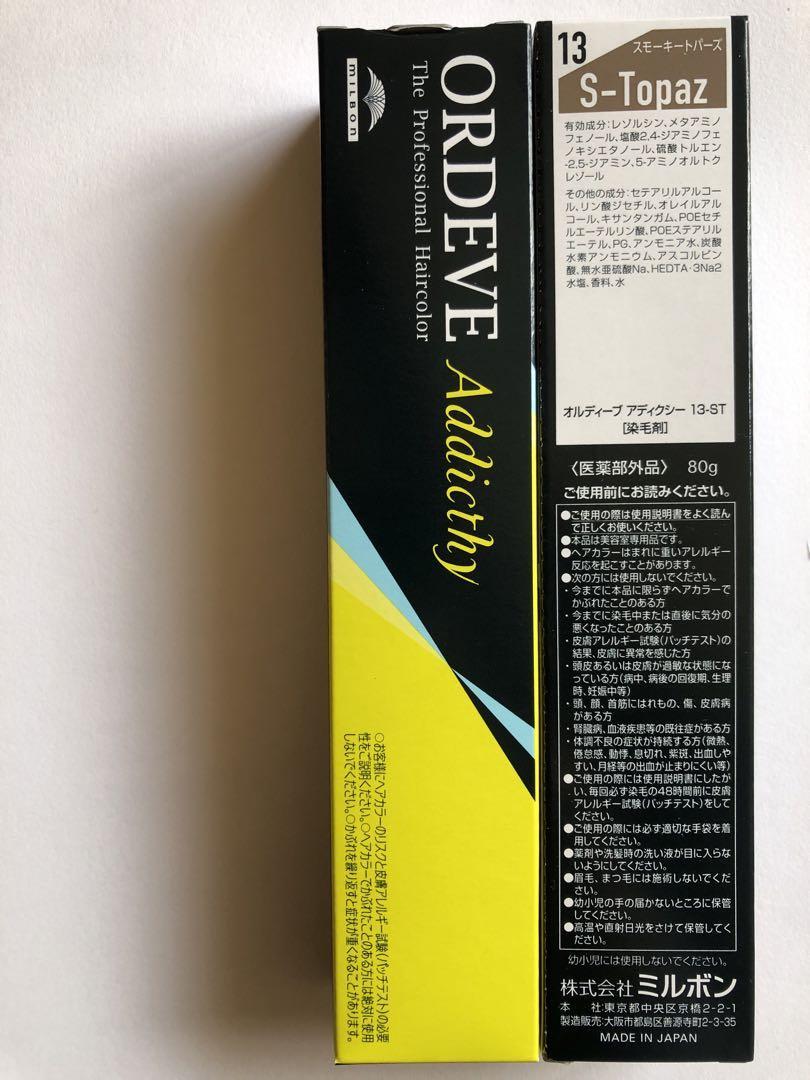 MILBON
ORDEVE Addicthy
The Professional Haircolor
○お客様にヘアカラーのリスクと皮膚アレルギー試験(パッチテスト)の必要
性をご説明ください。○ヘアカラーでかぶれたことのある方には絶対に使用
しないでください。○かぶれを繰り返すと症状が重くなることがあります。
13
スモーキートパーズ
S-Topaz
有効成分:レゾルシン、メタアミノ
フェノール、塩酸2,4-ジアミノフェ
ノキシエタノール、硫酸トルエン
-2,5-ジアミン、5-アミノオルトク
レゾール
その他の成分:セテアリルアルコー
ル、リン酸ジセチル、オレイルアル
コール、キサンタンガム、POEセチ
ルエーテルリン酸、POEステアリル
エーテル、PG、アンモニア水、炭酸
水素アンモニウム、アスコルビン
酸、無水亜硫酸Na、HEDTA・3Na2
水塩、香料、水
オルディーブ アディクシー 13-ST
[染毛剤]
〈医薬部外品〉 80g
ご使用前にお読みください。
●ご使用の際は使用説明書をよく読ん
で正しくお使いください。
●本品は美容室専用品です。
●ヘアカラーはまれに重いアレルギー
反応を起こすことがあります。
●次の方には使用しないでください。
・今までに本品に限らずヘアカラーで
かぶれたことのある方
・今までに染毛中または直後に気分の
悪くなったことのある方
・皮膚アレルギー試験(パッチテスト)の
結果、皮膚に異常を感じた方
・頭皮あるいは皮膚が過敏な状態にな
っている方(病中、病後の回復期、生理
時、妊娠中等)
・頭、顔、首筋にはれもの、傷、皮膚病
がある方
・腎臓病、血液疾患等の既往症がある方
・体調不良の症状が持続する方(微熱、
倦怠感、動悸、息切れ、紫斑、出血しや
すい、月経等の出血が止まりにくい等)
●ご使用の際には使用説明書にしたが
い、毎回必ず染毛の48時間前に皮膚
アレルギー試験(パッチテスト)をして
ください。
●ご使用の際には必ず適切な手袋を着
用してください。
●薬剤や洗髪時の洗い液が目に入らな
いようにしてください。
●眉毛、まつ毛には施術しないでくだ
さい。
●幼小児の手の届かないところに保管
してください。
●高温や直射日光をさけて保管してく
ださい。
幼小児には使用しないでください。
株式会社 ミルボン
本 社:東京都中央区京橋2-2-1
製造販売:大阪市都島区善源寺町2-3-35
MADE IN JAPAN